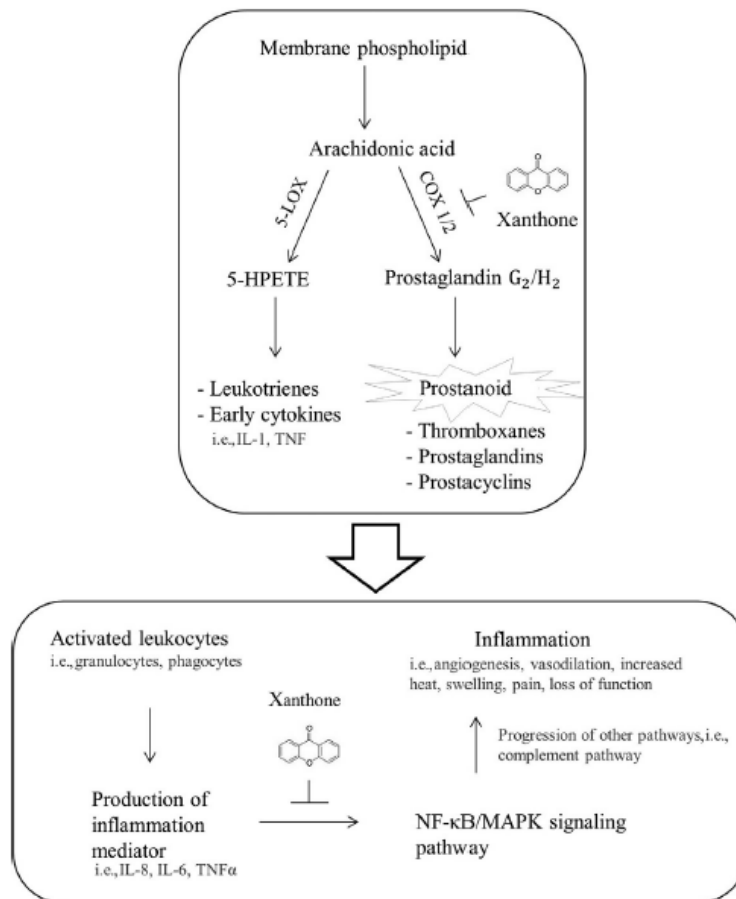 Membrane phospholipid
Arachidonic acid
5-LOX
COX 1/2
O
O
Xanthone
5-HPETE
Prostaglandin G₂/H₂
- Leukotrienes
- Early cytokines
i.e.,IL-1, TNF
Prostanoid
- Thromboxanes
- Prostaglandins
- Prostacyclins
Activated leukocytes
i.e.,granulocytes, phagocytes
Xanthone
O
O
Production of
inflammation
mediator
i.e.,IL-8, IL-6, TNFα
Inflammation
i.e.,angiogenesis, vasodilation, increased
heat, swelling, pain, loss of function
Progression of other pathways,i.e.,
complement pathway
NF-κB/MAPK signaling
pathway